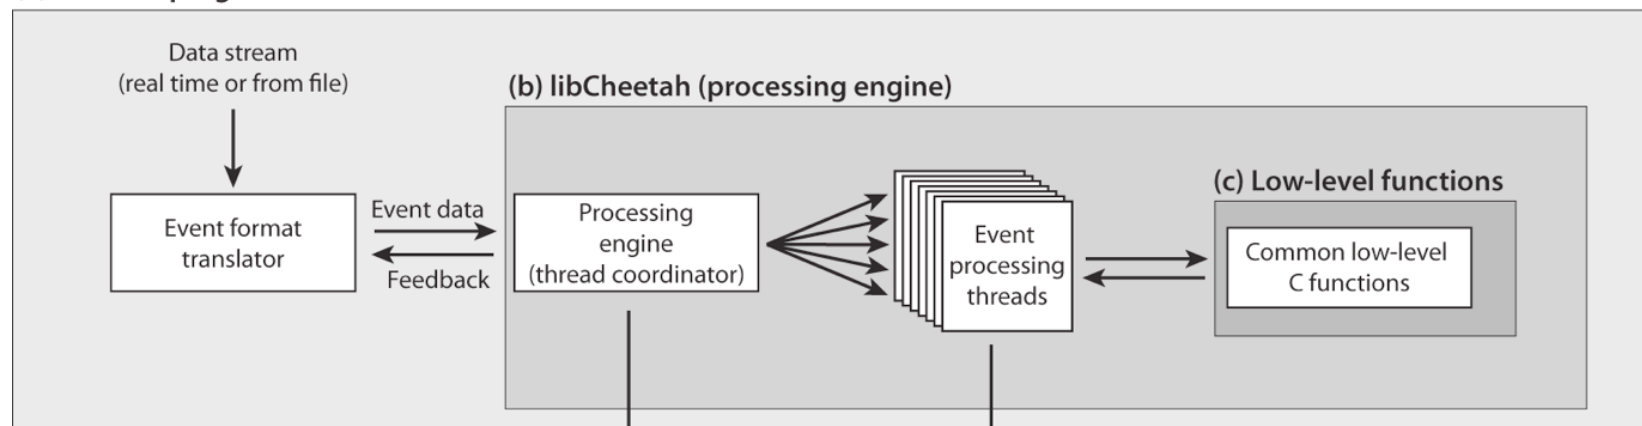 Data stream
(real time or from file)
(b) libCheetah (processing engine)
(c) Low-level functions
Event format
translator
Event data
Feedback
Processing
engine
(thread coordinator)
Event
processing
threads
Common low-level
C functions